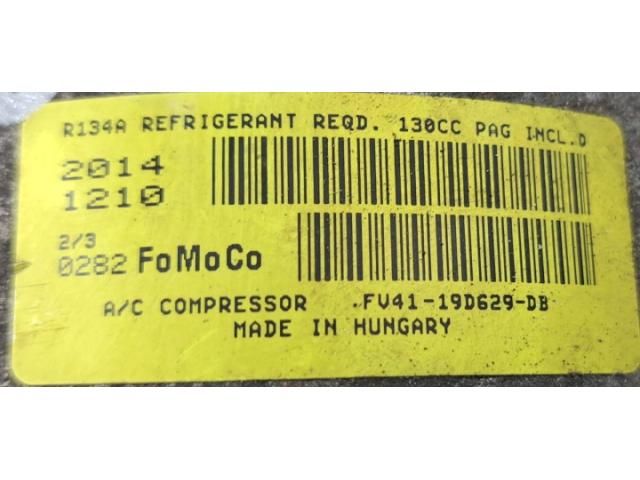 R134A REFRIGERANT REQD. 130CC PAG INCL.D
2014
1210
2/3
0282 FoMoCo
A/C COMPRESSOR FV41-19D629-DB
MADE IN HUNGARY